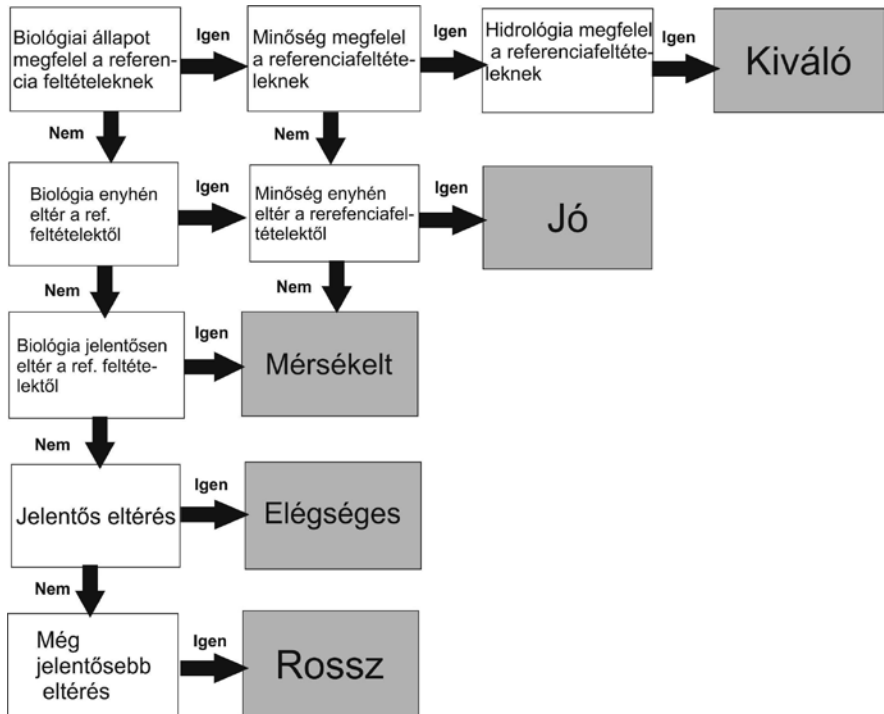 Biológiai állapot
megfelel a referen-
cia feltételeknek
Igen
Minőség megfelel
a referenciafeltéte-
leknek
Igen
Hidrológia megfelel
a referenciafeltéte-
leknek
Igen
Kiváló
Nem
Nem
Biológia enyhén
eltér a ref.
feltételektől
Igen
Minőség enyhén
eltér a rerefenciafel-
tételektől
Igen
Jó
Nem
Nem
Biológia jelentősen
eltér a ref. feltéte-
lektől
Igen
Mérsékelt
Nem
Jelentős eltérés
Igen
Elégséges
Nem
Még
jelentősebb
eltérés
Igen
Rossz